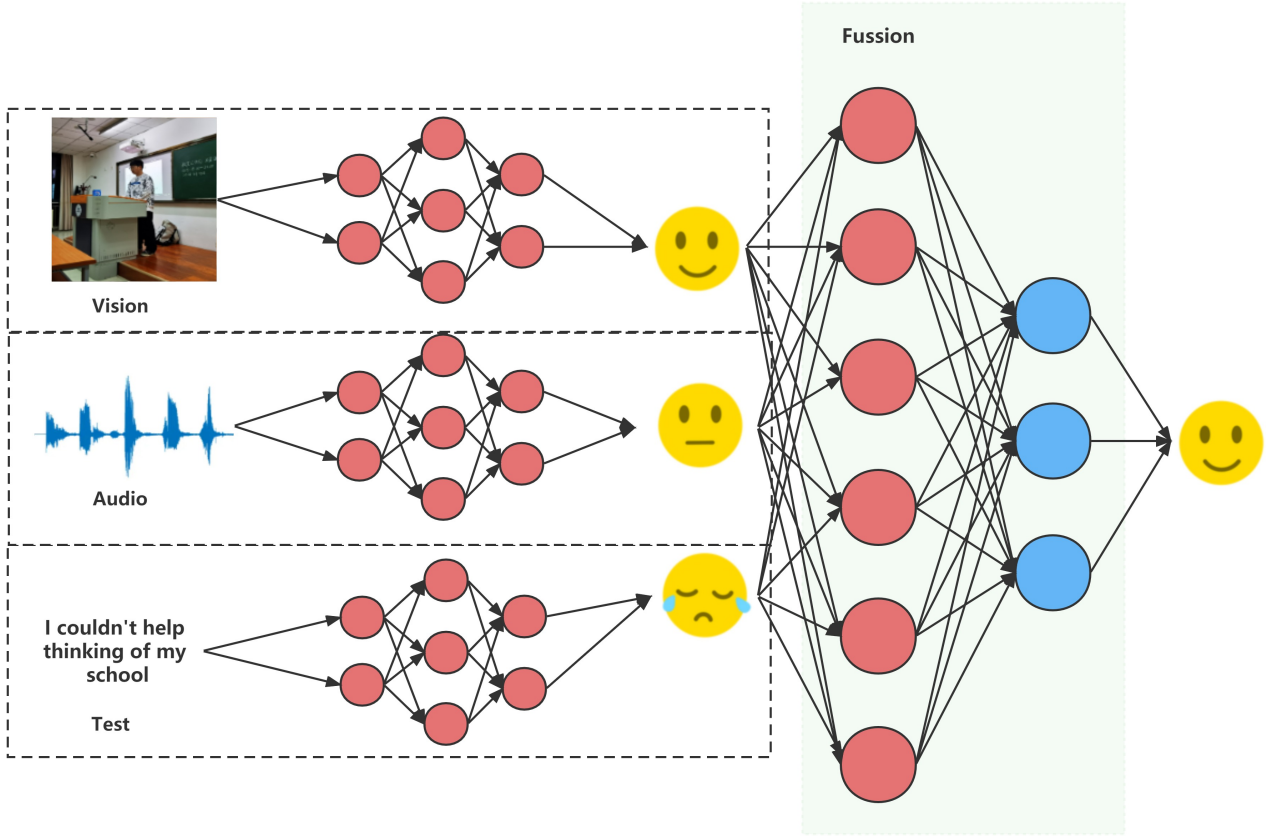 Fussion
Vision
Audio
I couldn't help
thinking of my
school
Test